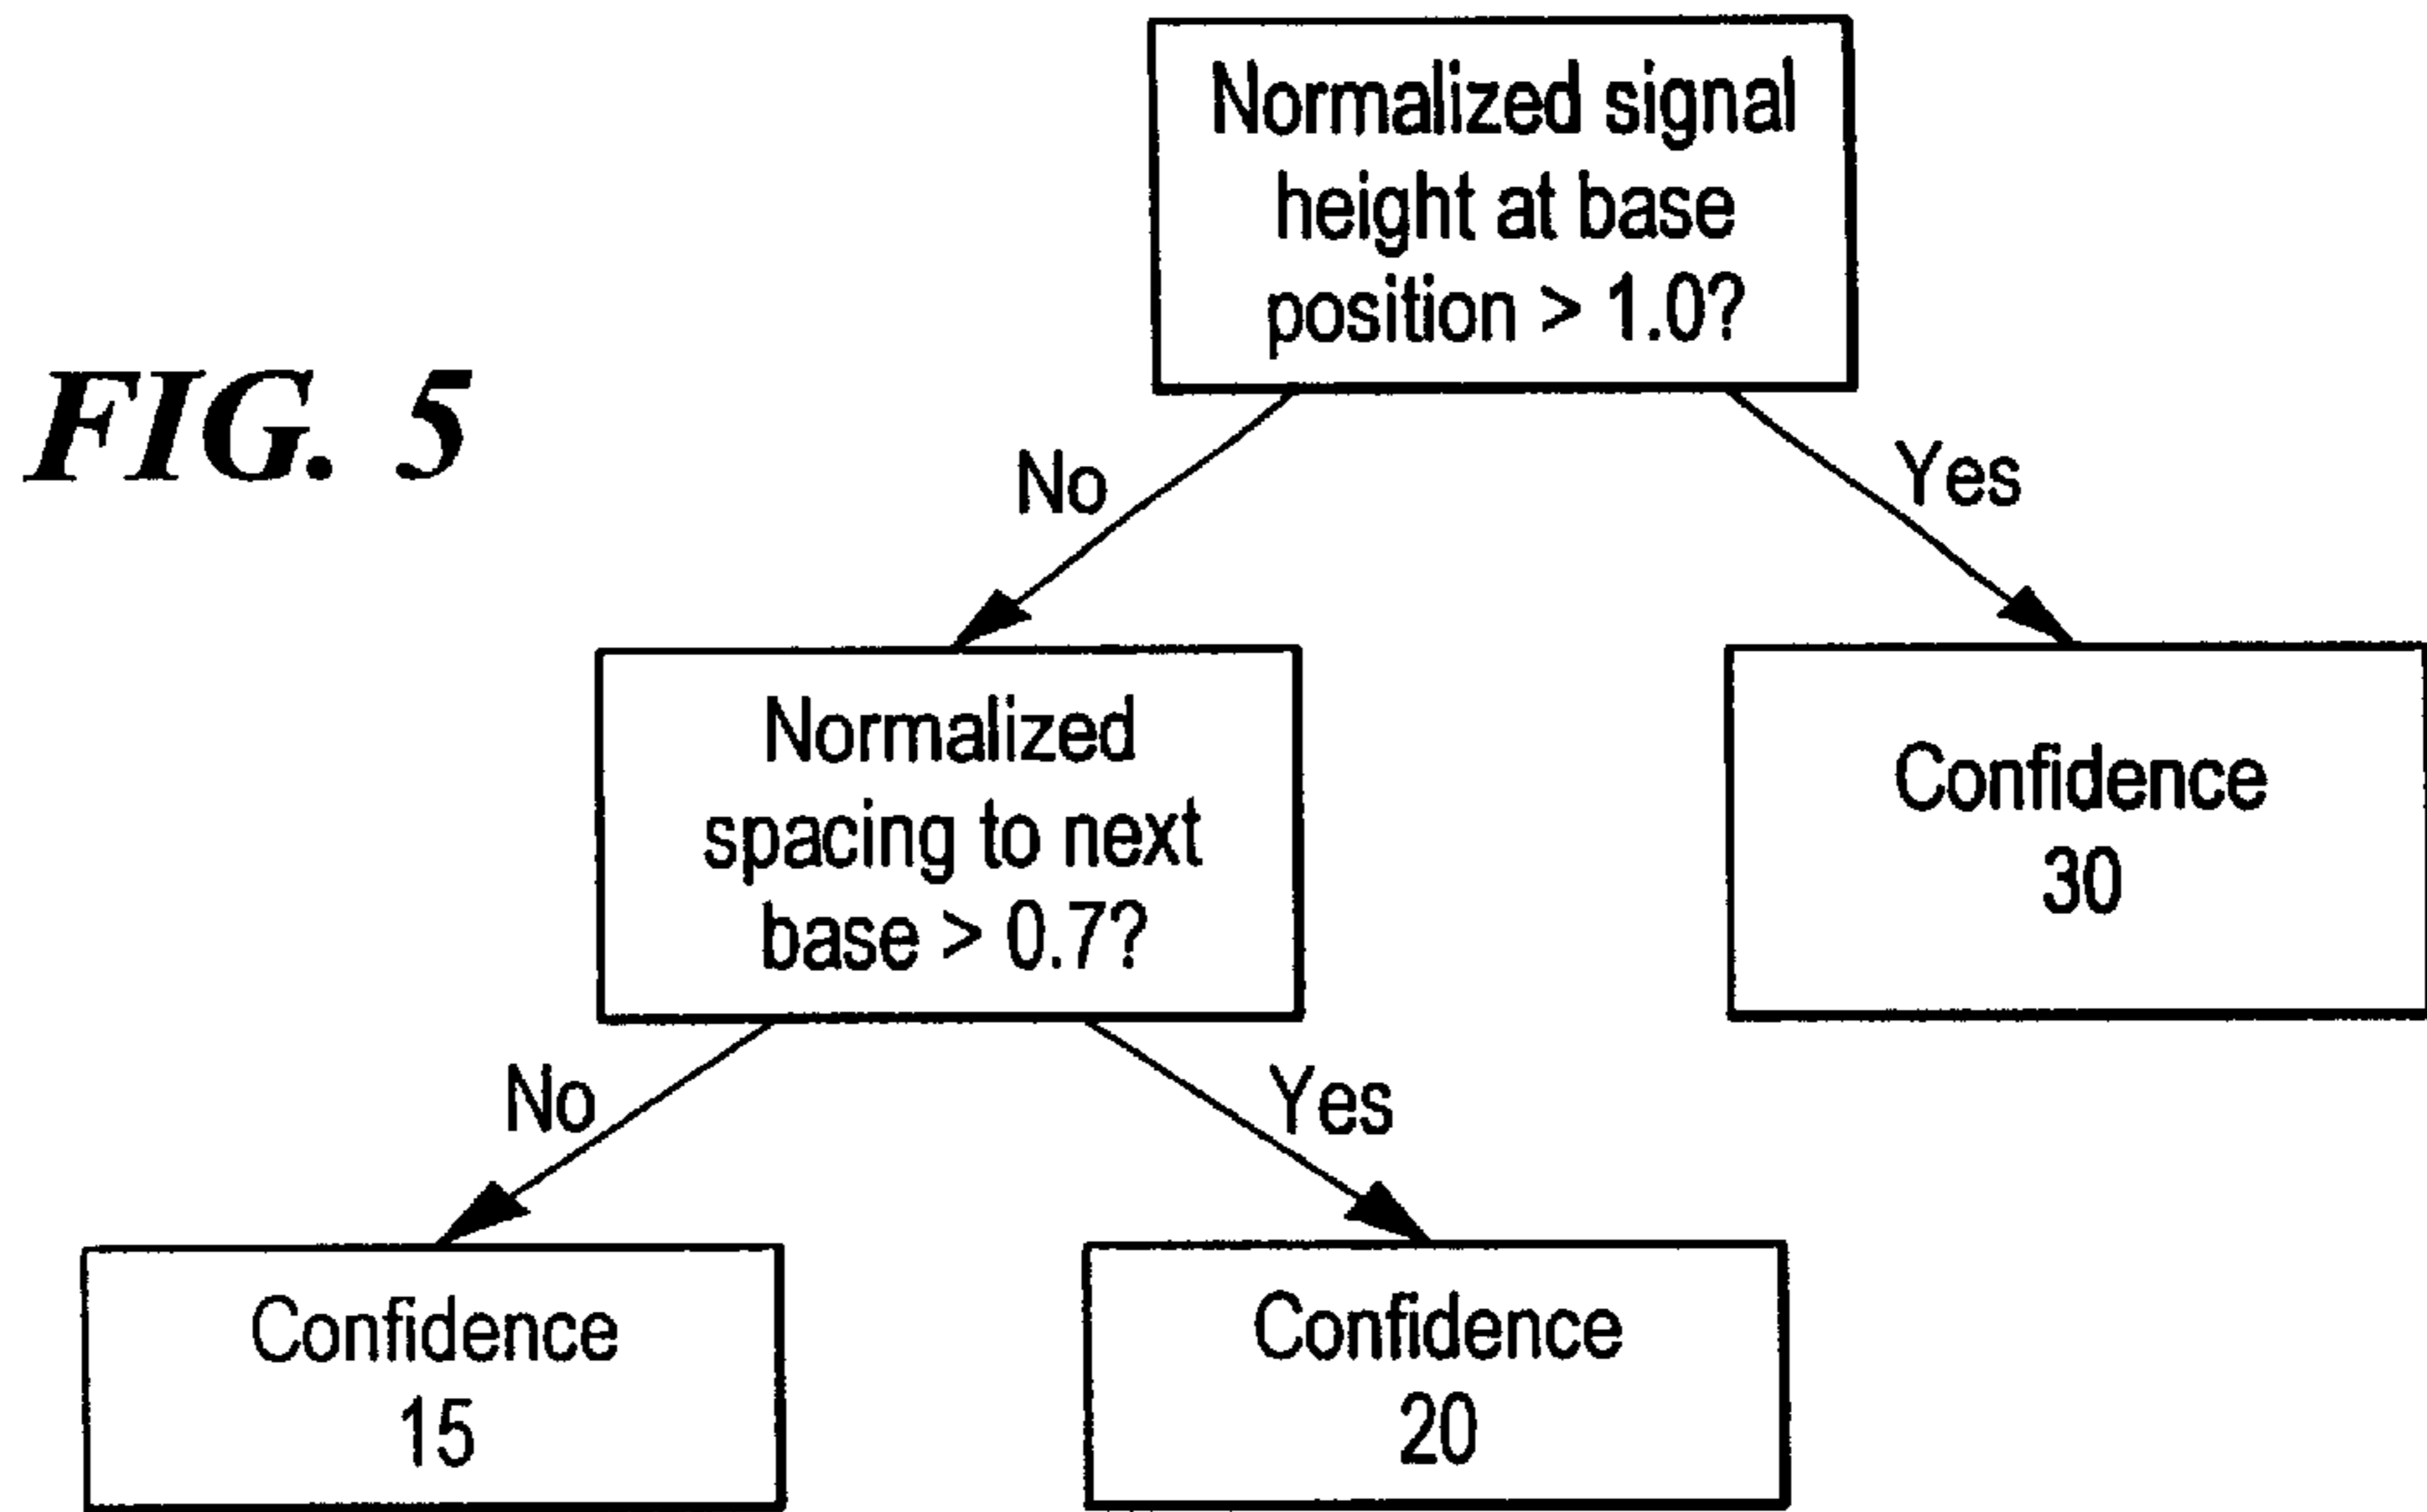 Normalized signal
height at base
position > 1.0?
FIG. 5
No
Yes
Normalized
spacing to next
base > 0.7?
Confidence
30
No
Yes
Confidence
15
Confidence
20